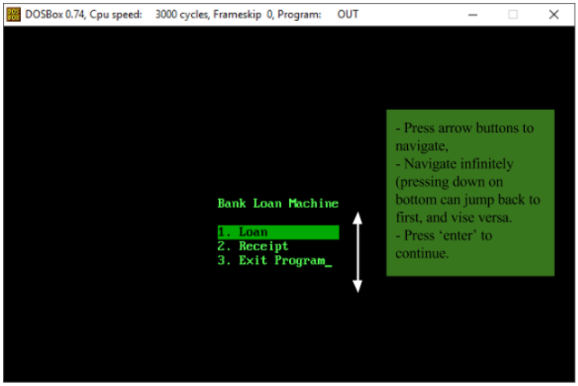 DOSBox 0.74, Cpu speed: 3000 cycles, Frameskip 0, Program: OUT
- Press arrow buttons to
navigate,
- Navigate infinitely
(pressing down on
bottom can jump back to
first, and vise versa.
- Press ‘enter’ to
continue.
Bank Loan Machine
1. Loan
2. Receipt
3. Exit Program_